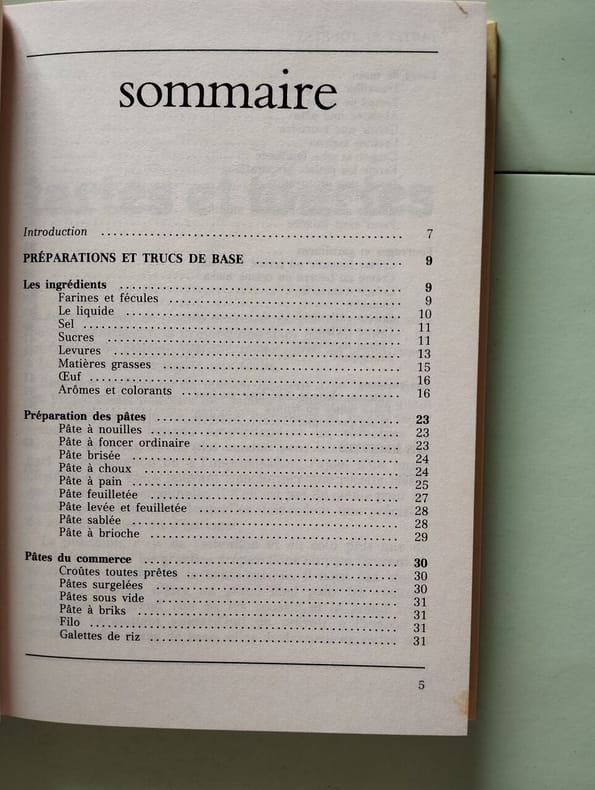 sommaire
Introduction .......... 7
PRÉPARATIONS ET TRUCS DE BASE .......... 9
Les ingrédients .......... 9
Farines et fécules .......... 9
Le liquide .......... 10
Sel .......... 11
Sucres .......... 11
Levures .......... 13
Matières grasses .......... 15
Œuf .......... 16
Arômes et colorants .......... 16
Préparation des pâtes .......... 23
Pâte à nouilles .......... 23
Pâte à foncer ordinaire .......... 23
Pâte brisée .......... 24
Pâte à choux .......... 24
Pâte à pain .......... 25
Pâte feuilletée .......... 27
Pâte levée et feuilletée .......... 28
Pâte sablée .......... 28
Pâte à brioche .......... 29
Pâtes du commerce .......... 30
Croûtes toutes prêtes .......... 30
Pâtes surgelées .......... 30
Pâtes sous vide .......... 31
Pâte à briks .......... 31
Filo .......... 31
Galettes de riz .......... 31
5